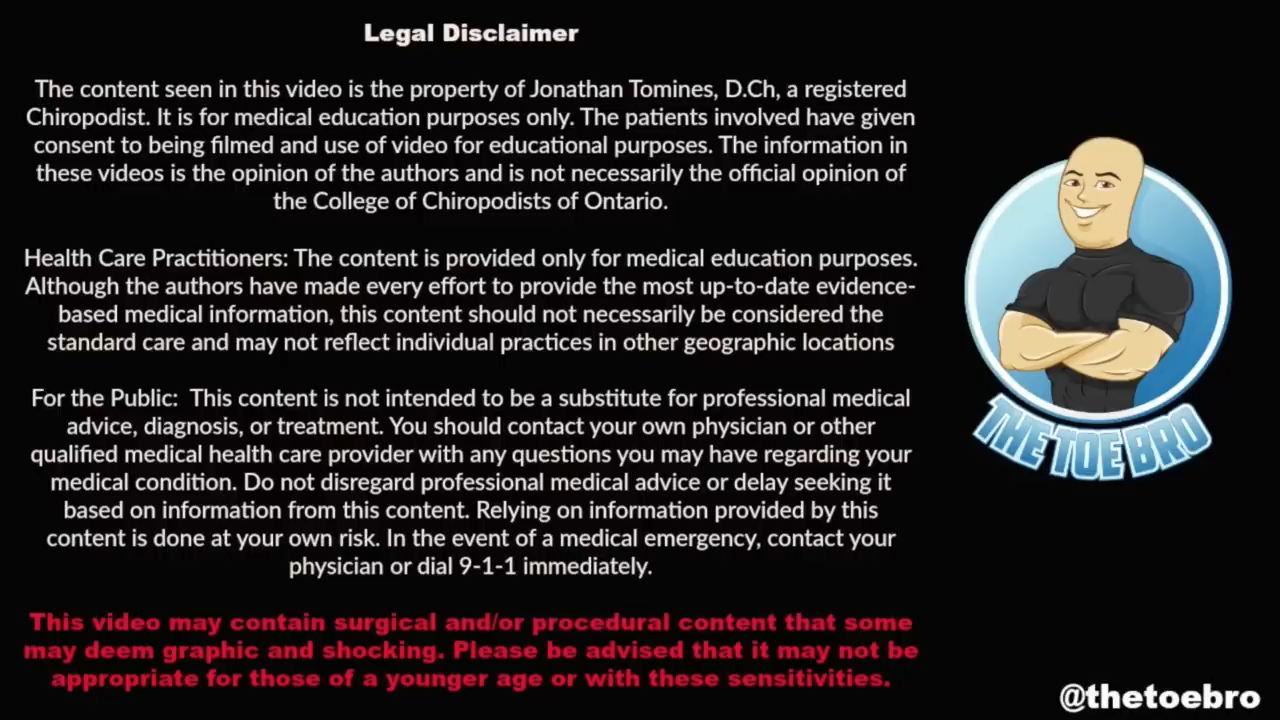 Legal Disclaimer
The content seen in this video is the property of Jonathan Tomines, D.Ch, a registered
Chiropodist. It is for medical education purposes only. The patients involved have given
consent to being filmed and use of video for educational purposes. The information in
these videos is the opinion of the authors and is not necessarily the official opinion of
the College of Chiropodists of Ontario.
Health Care Practitioners: The content is provided only for medical education purposes.
Although the authors have made every effort to provide the most up-to-date evidence-
based medical information, this content should not necessarily be considered the
standard care and may not reflect individual practices in other geographic locations
For the Public: This content is not intended to be a substitute for professional medical
advice, diagnosis, or treatment. You should contact your own physician or other
qualified medical health care provider with any questions you may have regarding your
medical condition. Do not disregard professional medical advice or delay seeking it
based on information from this content. Relying on information provided by this
content is done at your own risk. In the event of a medical emergency, contact your
physician or dial 9-1-1 immediately.
This video may contain surgical and/or procedural content that some
may deem graphic and shocking. Please be advised that it may not be
appropriate for those of a younger age or with these sensitivities.
THE TOE BRO
@thetoebro